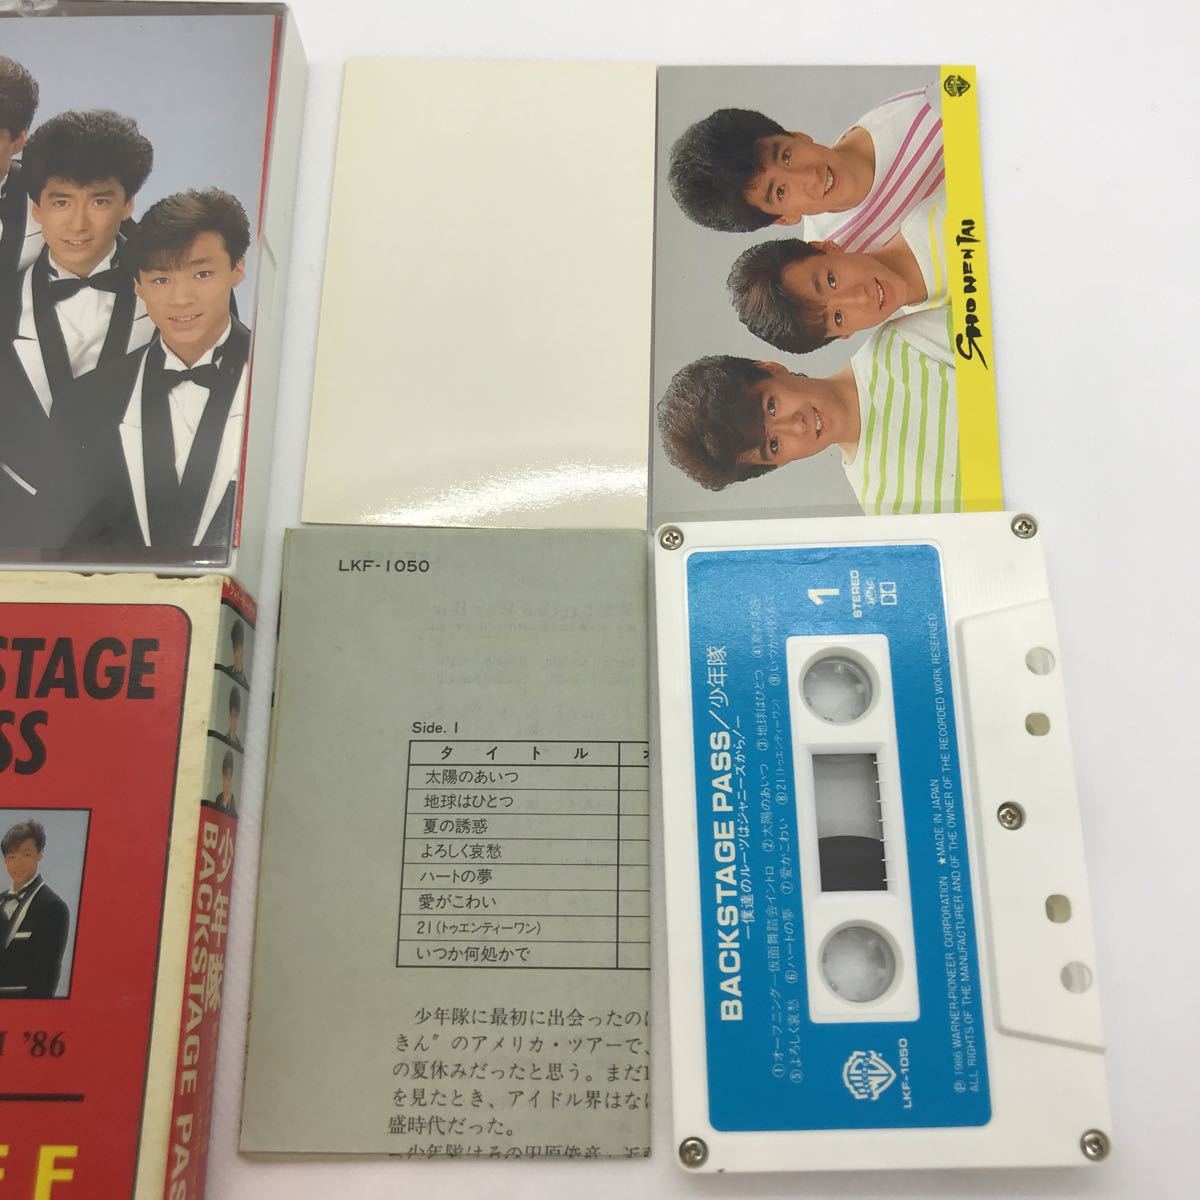 SHONENTAI
LKF-1050
Side. 1
タイトル
太陽のあいつ
地球はひとつ
夏の誘惑
よろしく哀愁
ハートの夢
愛がこわい
21(トゥエンティーワン)
いつか何処かで
少年隊に最初に出会ったのは
きん”のアメリカ・ツアーで、
の夏休みだったと思う。まだ1
を見たとき、アイドル界はな
盛時代だった。
STAGE
SS
'86
少年隊
BACKSTAGE PAS
BACKSTAGE PASS／少年隊
ー僕達のルーツはジャニーズから!ー
①オープニング―仮面舞踏会イントロ ②太陽のあいつ ③地球はひとつ ④夏の誘惑
⑤よろしく哀愁 ⑥ハートの夢 ⑦愛がこわい ⑧21(トゥエンティーワン) ⑨いつか何処かで
1
STEREO
LKF-1050
Ⓟ1986 WARNER-PIONEER CORPORATION ★MADE IN JAPAN
ALL RIGHTS OF THE MANUFACTURER AND OF THE OWNER OF THE RECORDED WORK RESERVED